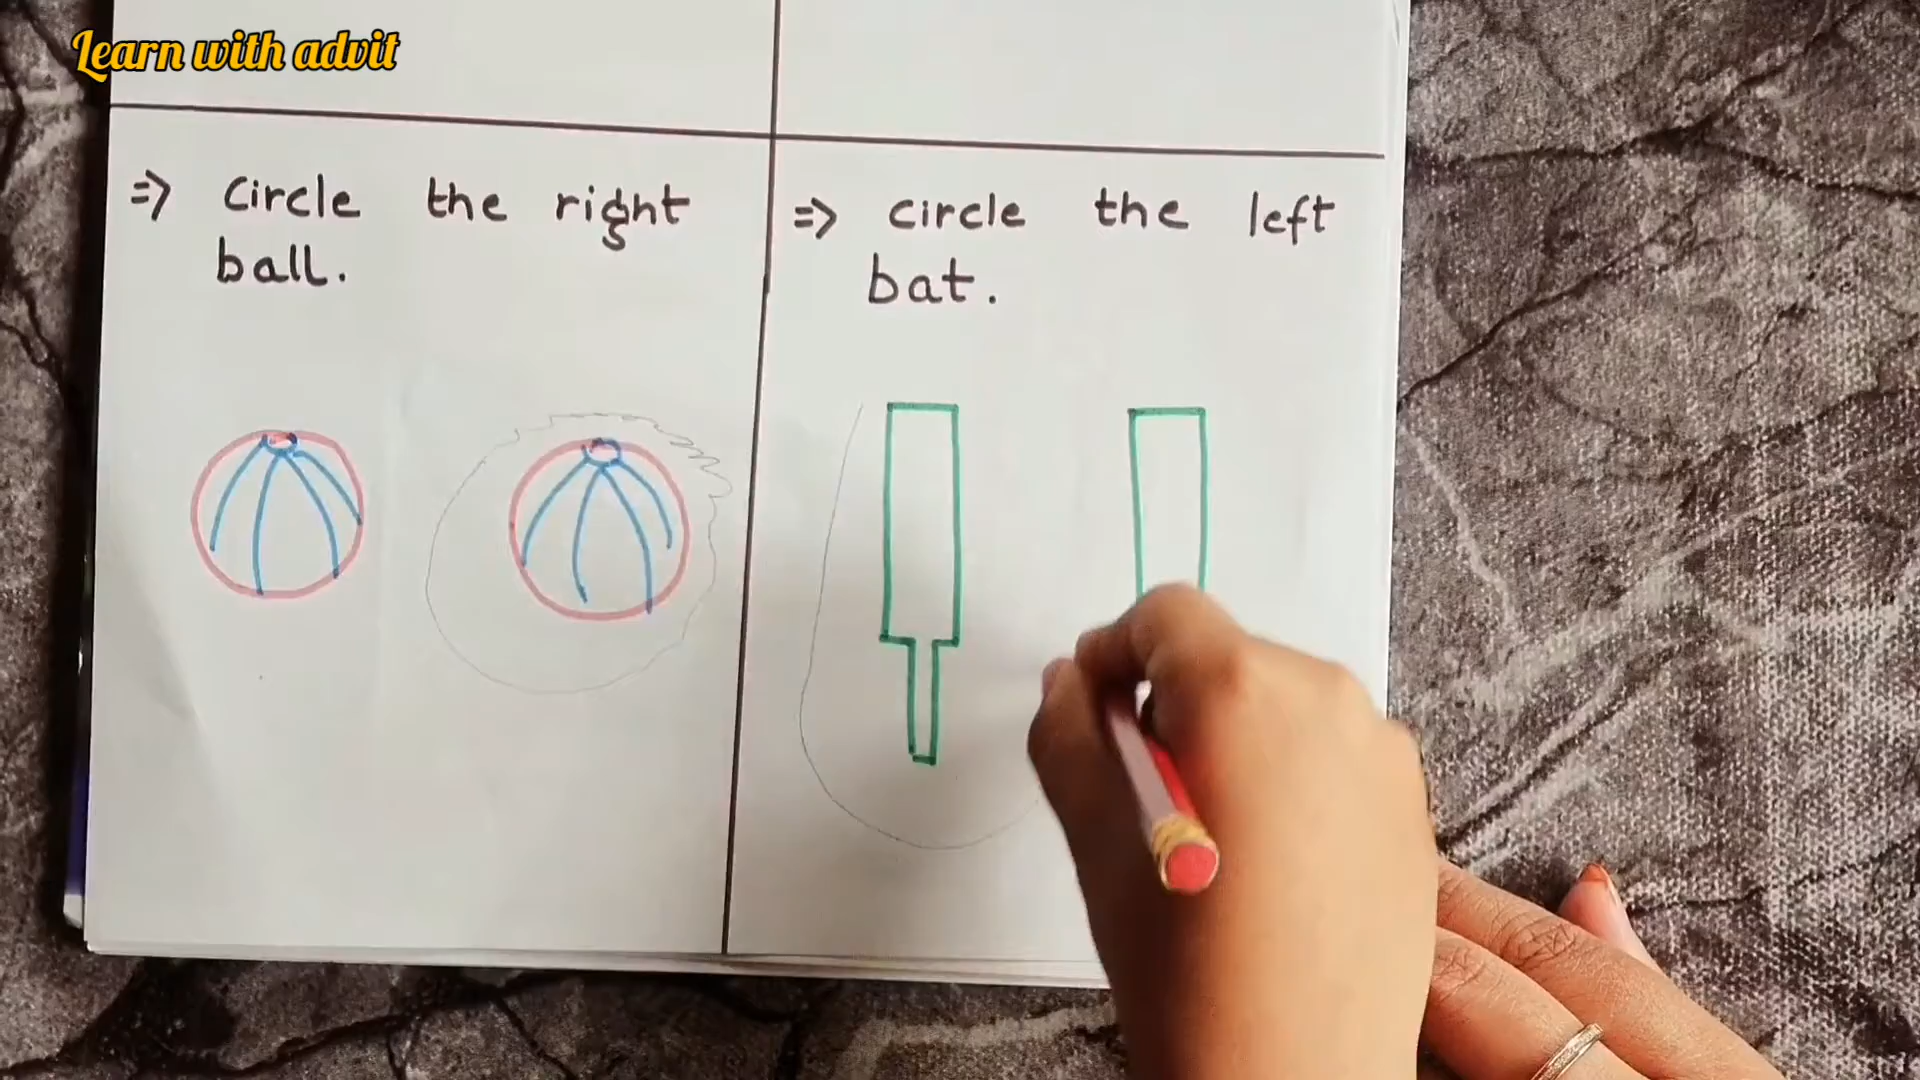 Learn with advit
=> circle the right
ball.
=> circle the left
bat.